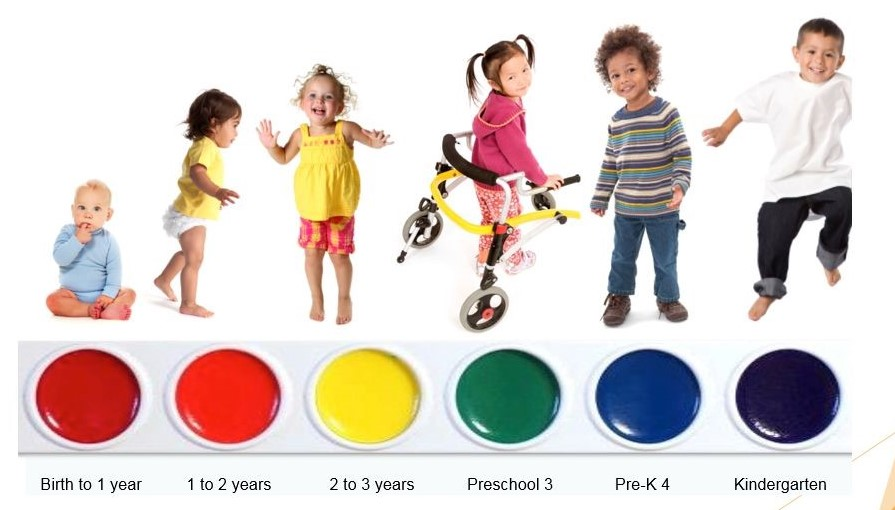 Birth to 1 year 1 to 2 years 2 to 3 years Preschool 3 Pre-K 4 Kindergarten